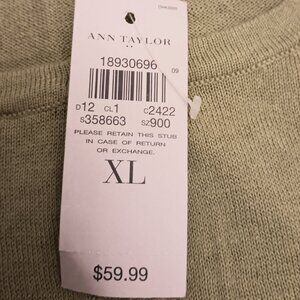 ANN TAYLOR
18930696
09
D12 CL1 C2422
S358663 SZ900
PLEASE RETAIN THIS STUB
IN CASE OF RETURN
OR EXCHANGE.
XL
$59.99